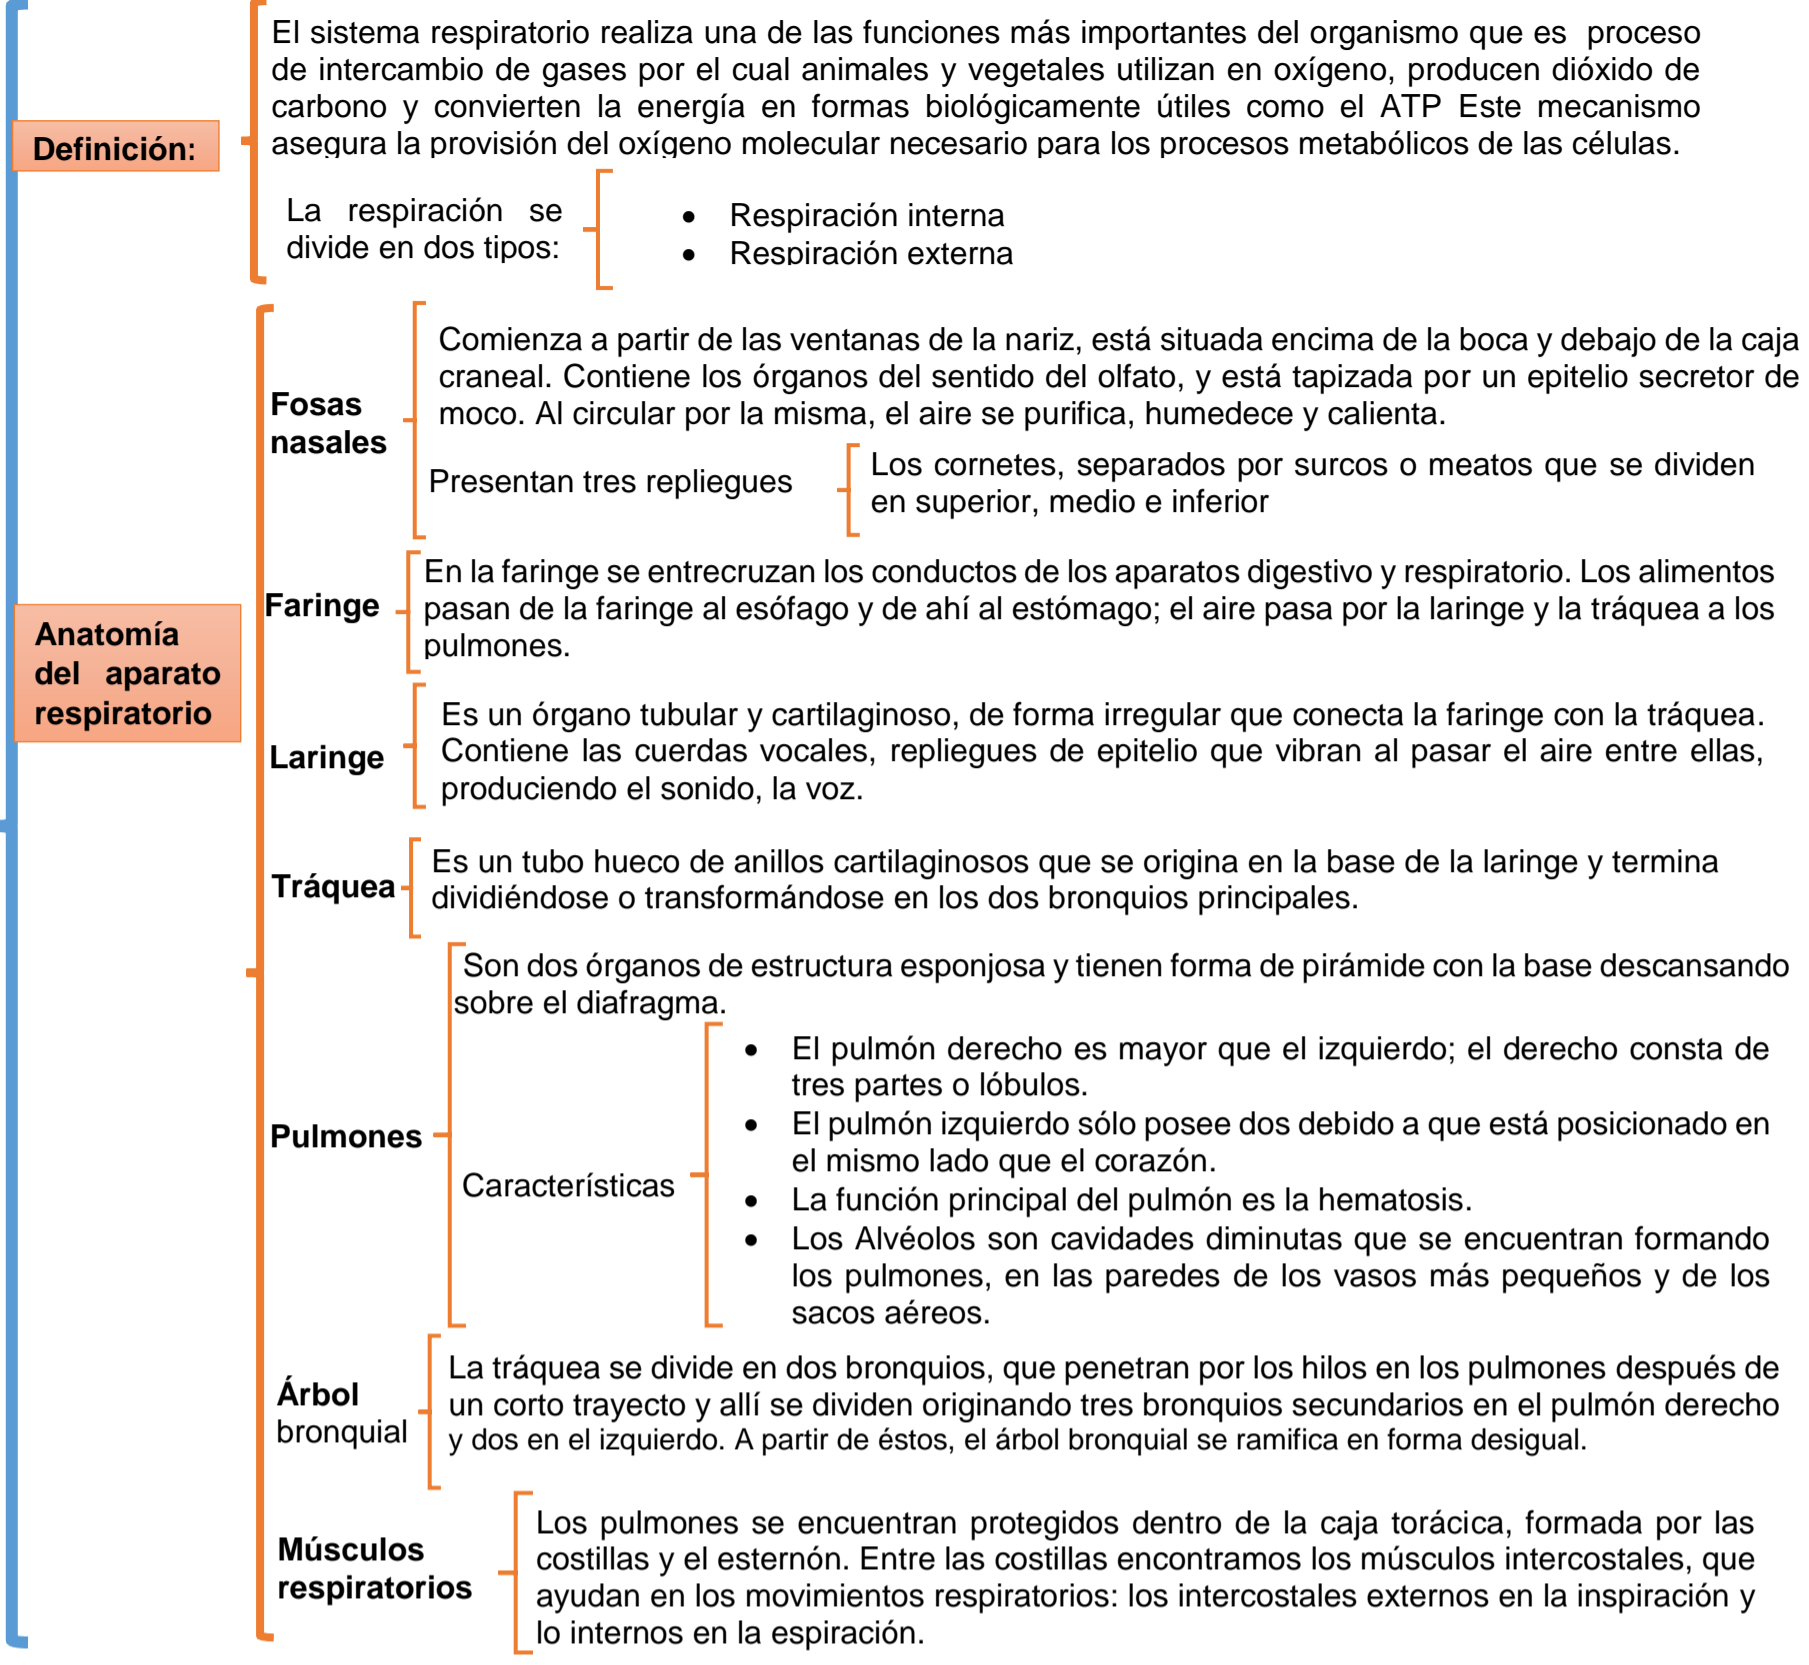 Definición:
El sistema respiratorio realiza una de las funciones más importantes del organismo que es proceso
de intercambio de gases por el cual animales y vegetales utilizan en oxígeno, producen dióxido de
carbono y convierten la energía en formas biológicamente útiles como el ATP Este mecanismo
asegura la provisión del oxígeno molecular necesario para los procesos metabólicos de las células.
La respiración se
divide en dos tipos:
• Respiración interna
• Respiración externa
Anatomía
del aparato
respiratorio
Fosas
nasales
Comienza a partir de las ventanas de la nariz, está situada encima de la boca y debajo de la caja
craneal. Contiene los órganos del sentido del olfato, y está tapizada por un epitelio secretor de
moco. Al circular por la misma, el aire se purifica, humedece y calienta.
Presentan tres repliegues
Los cornetes, separados por surcos o meatos que se dividen
en superior, medio e inferior
Faringe
En la faringe se entrecruzan los conductos de los aparatos digestivo y respiratorio. Los alimentos
pasan de la faringe al esófago y de ahí al estómago; el aire pasa por la laringe y la tráquea a los
pulmones.
Laringe
Es un órgano tubular y cartilaginoso, de forma irregular que conecta la faringe con la tráquea.
Contiene las cuerdas vocales, repliegues de epitelio que vibran al pasar el aire entre ellas,
produciendo el sonido, la voz.
Tráquea
Es un tubo hueco de anillos cartilaginosos que se origina en la base de la laringe y termina
dividiéndose o transformándose en los dos bronquios principales.
Pulmones
Son dos órganos de estructura esponjosa y tienen forma de pirámide con la base descansando
sobre el diafragma.
Características
• El pulmón derecho es mayor que el izquierdo; el derecho consta de
tres partes o lóbulos.
• El pulmón izquierdo sólo posee dos debido a que está posicionado en
el mismo lado que el corazón.
• La función principal del pulmón es la hematosis.
• Los Alvéolos son cavidades diminutas que se encuentran formando
los pulmones, en las paredes de los vasos más pequeños y de los
sacos aéreos.
Árbol
bronquial
La tráquea se divide en dos bronquios, que penetran por los hilos en los pulmones después de
un corto trayecto y allí se dividen originando tres bronquios secundarios en el pulmón derecho
y dos en el izquierdo. A partir de éstos, el árbol bronquial se ramifica en forma desigual.
Músculos
respiratorios
Los pulmones se encuentran protegidos dentro de la caja torácica, formada por las
costillas y el esternón. Entre las costillas encontramos los músculos intercostales, que
ayudan en los movimientos respiratorios: los intercostales externos en la inspiración y
lo internos en la espiración.